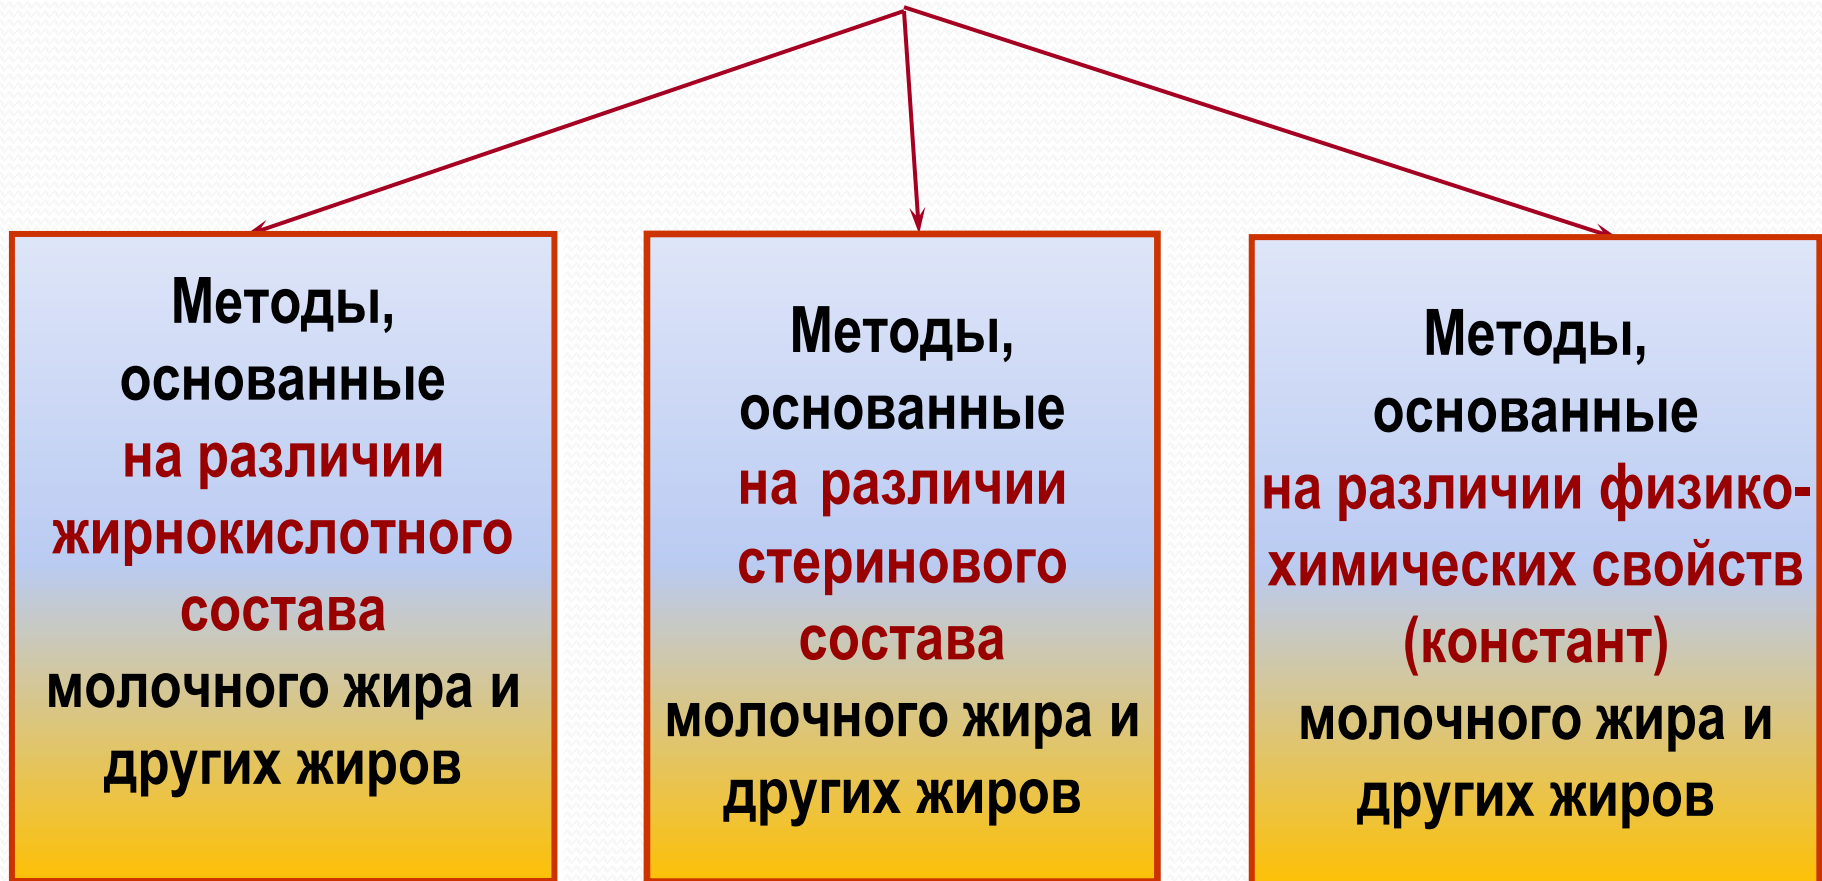 Методы,
основанные
на различии
жирнокислотного
состава
молочного жира и
других жиров
Методы,
основанные
на различии
стеринового
состава
молочного жира и
других жиров
Методы,
основанные
на различии физико-
химических свойств
(констант)
молочного жира и
других жиров